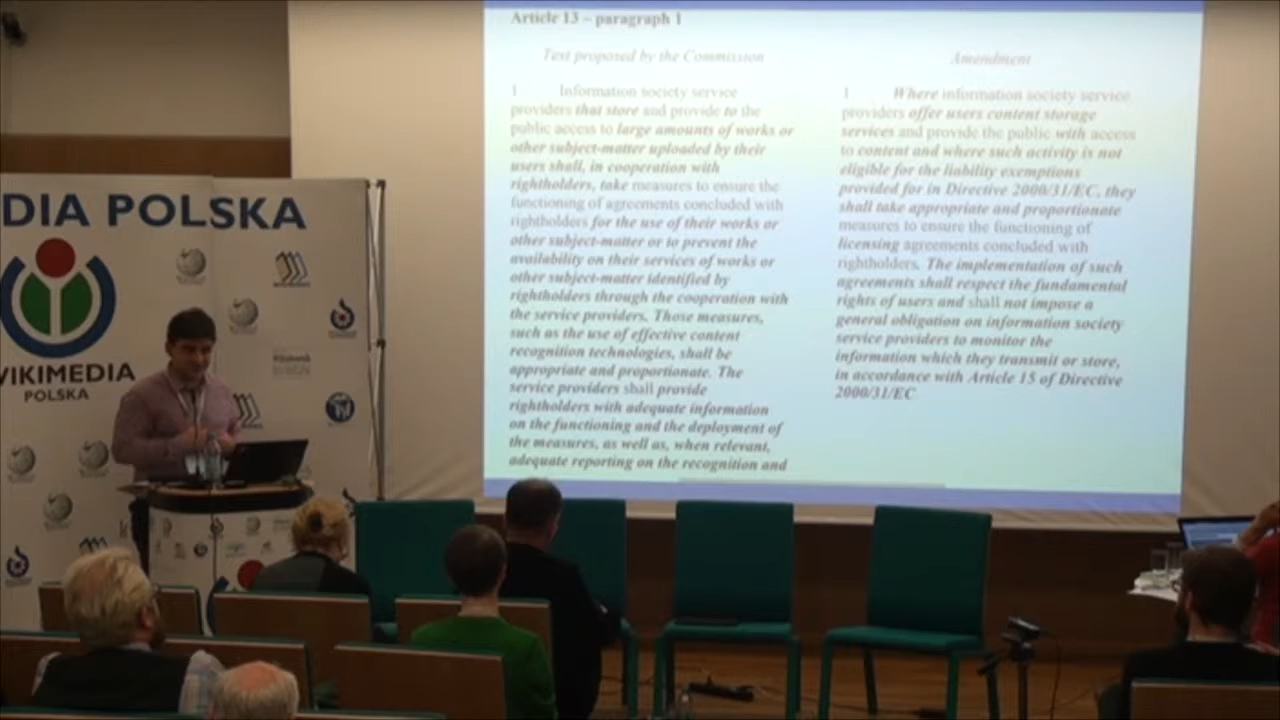 Article 13 – paragraph 1
Text proposed by the Commission
1 Information society service
providers that store and provide to the
public access to large amounts of works or
other subject-matter uploaded by their
users shall, in cooperation with
rightholders, take measures to ensure the
functioning of agreements concluded with
rightholders for the use of their works or
other subject-matter or to prevent the
availability on their services of works or
other subject-matter identified by
rightholders through the cooperation with
the service providers. Those measures,
such as the use of effective content
recognition technologies, shall be
appropriate and proportionate. The
service providers shall provide
rightholders with adequate information
on the functioning and the deployment of
the measures, as well as, when relevant,
adequate reporting on the recognition and
Amendment
1 Where information society service
providers offer users content storage
services and provide the public with access
to content and where such activity is not
eligible for the liability exemptions
provided for in Directive 2000/31/EC, they
shall take appropriate and proportionate
measures to ensure the functioning of
licensing agreements concluded with
rightholders. The implementation of such
agreements shall respect the fundamental
rights of users and shall not impose a
general obligation on information society
service providers to monitor the
information which they transmit or store,
in accordance with Article 15 of Directive
2000/31/EC
DIA POLSKA
VIKIMEDIA
POLSKA